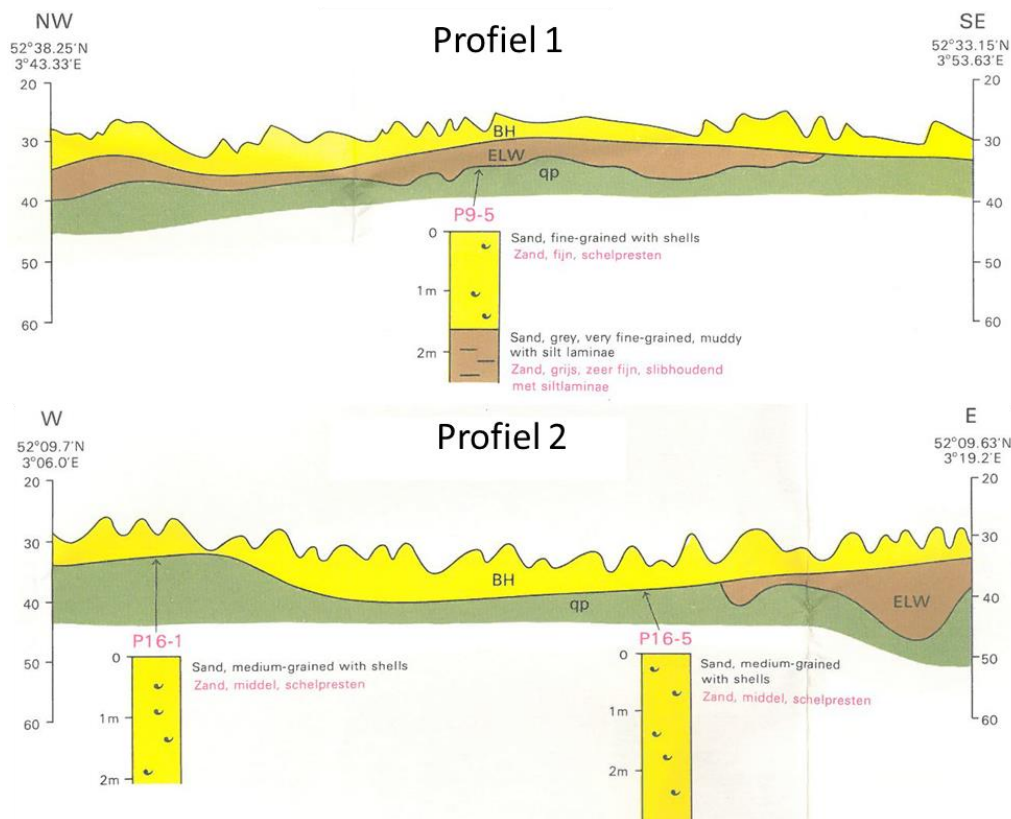 Profiel 1
NW
52°38.25'N
3°43.33'E
SE
52°33.15'N
3°53.63'E
20
30
40
50
60
20
30
40
50
60
BH
ELW
qp
P9-5
0
1m
2m
Sand, fine-grained with shells
Zand, fijn, schelpresten
Sand, grey, very fine-grained, muddy
with silt laminae
Zand, grijs, zeer fijn, slibhoudend
met siltlaminae
Profiel 2
W
52°09.7'N
3°06.0'E
E
52°09.63'N
3°19.2'E
20
30
40
50
60
20
30
40
50
60
BH
qp
ELW
P16-1
0
1m
2m
Sand, medium-grained with shells
Zand, middel, schelpresten
P16-5
0
1m
2m
Sand, medium-grained
with shells
Zand, middel, schelpresten